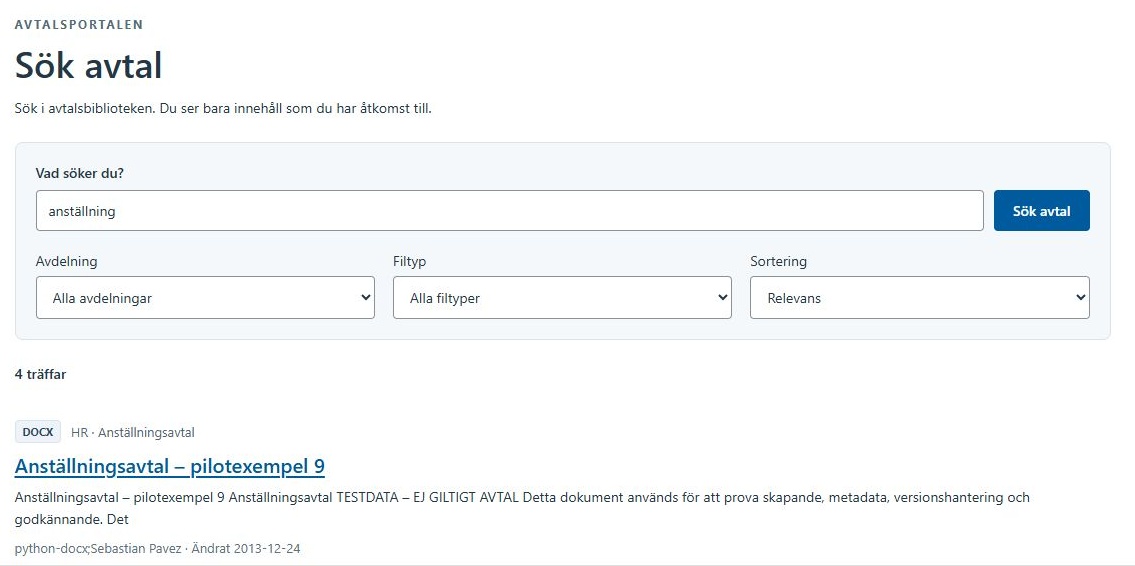 AVTALSPORTALEN
Sök avtal
Sök i avtalsbiblioteken. Du ser bara innehåll som du har åtkomst till.
Vad söker du?
anställning
Sök avtal
Avdelning
Filtyp
Sortering
Alla avdelningar
Alla filtyper
Relevans
4 träffar
DOCX HR · Anställningsavtal
Anställningsavtal – pilotexempel 9
Anställningsavtal – pilotexempel 9 Anställningsavtal TESTDATA – EJ GILTIGT AVTAL Detta dokument används för att prova skapande, metadata, versionshantering och
godkännande. Det
python-docx;Sebastian Pavez · Ändrat 2013-12-24